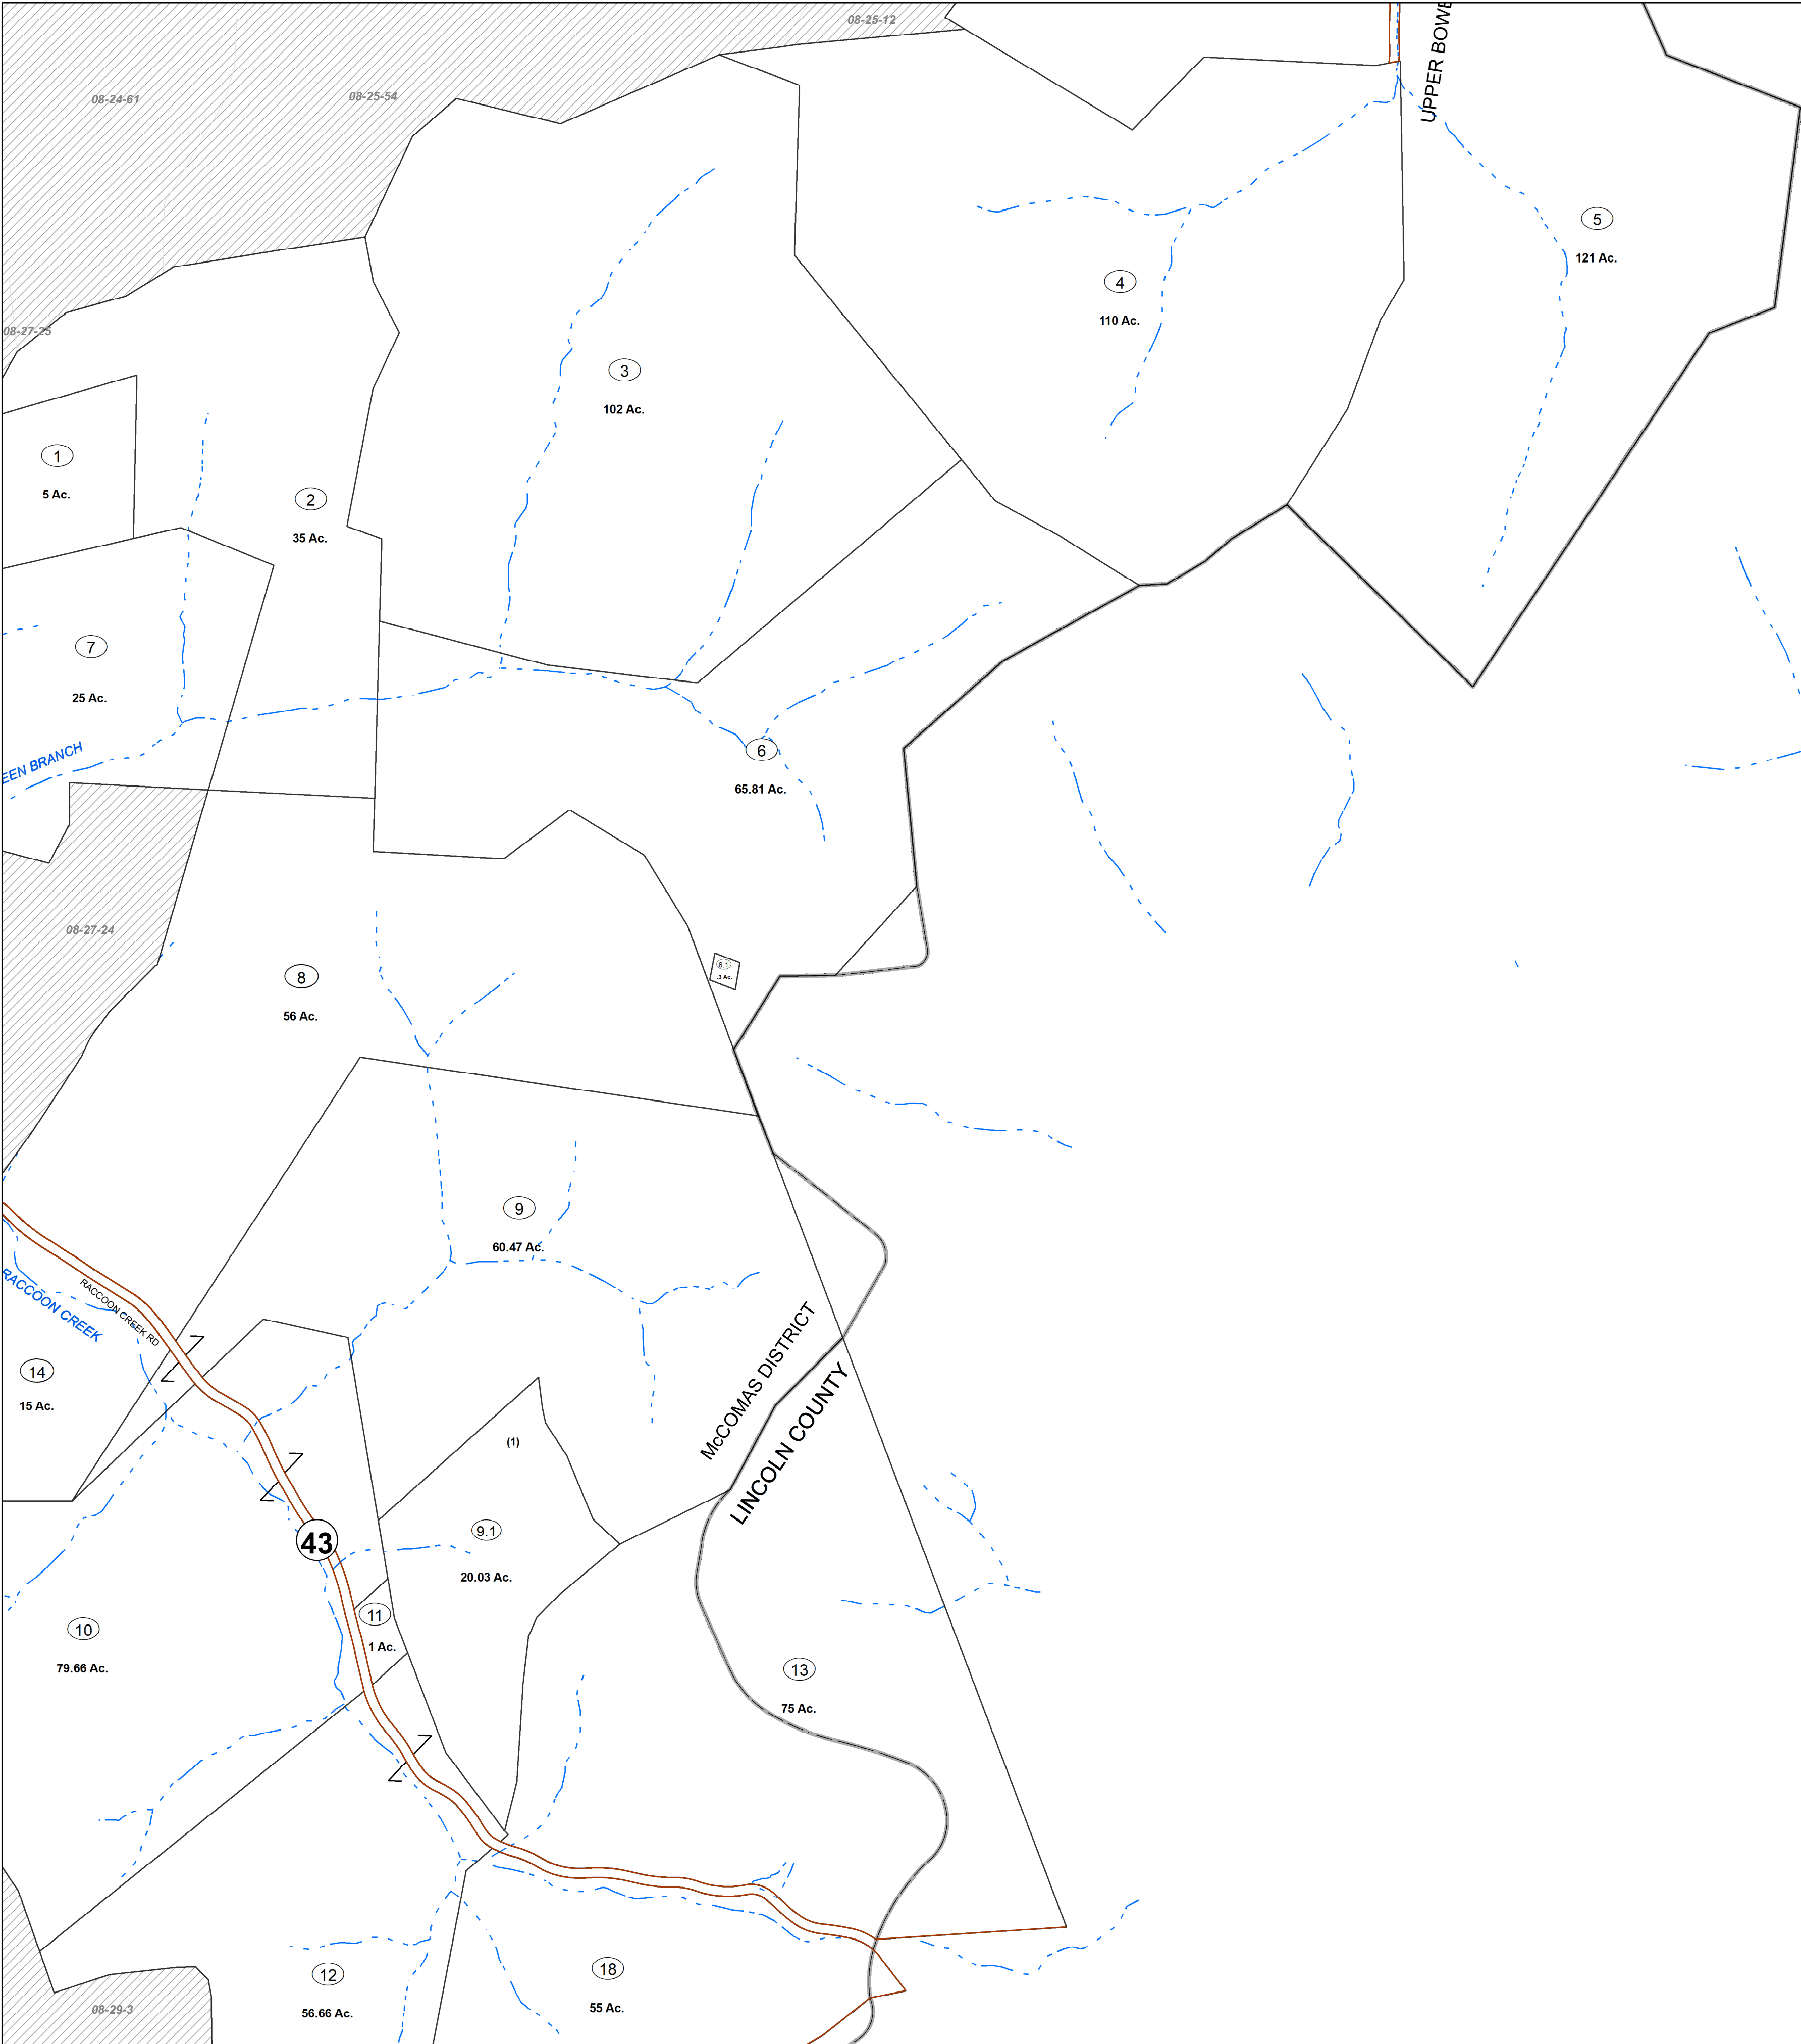 08-25-12
UPPER BOWE
08-24-61
08-25-54
5
121 Ac.
4
110 Ac.
08-27-25
3
102 Ac.
1
5 Ac.
2
35 Ac.
7
25 Ac.
EEN BRANCH
6
65.81 Ac.
08-27-24
6.1
.3 Ac.
8
56 Ac.
9
60.47 Ac.
RACCOON CREEK
RACCOON CREEK RD
14
15 Ac.
McCOMAS DISTRICT
LINCOLN COUNTY
(1)
9.1
20.03 Ac.
43
11
1 Ac.
10
79.66 Ac.
13
75 Ac.
12
56.66 Ac.
18
55 Ac.
08-29-3